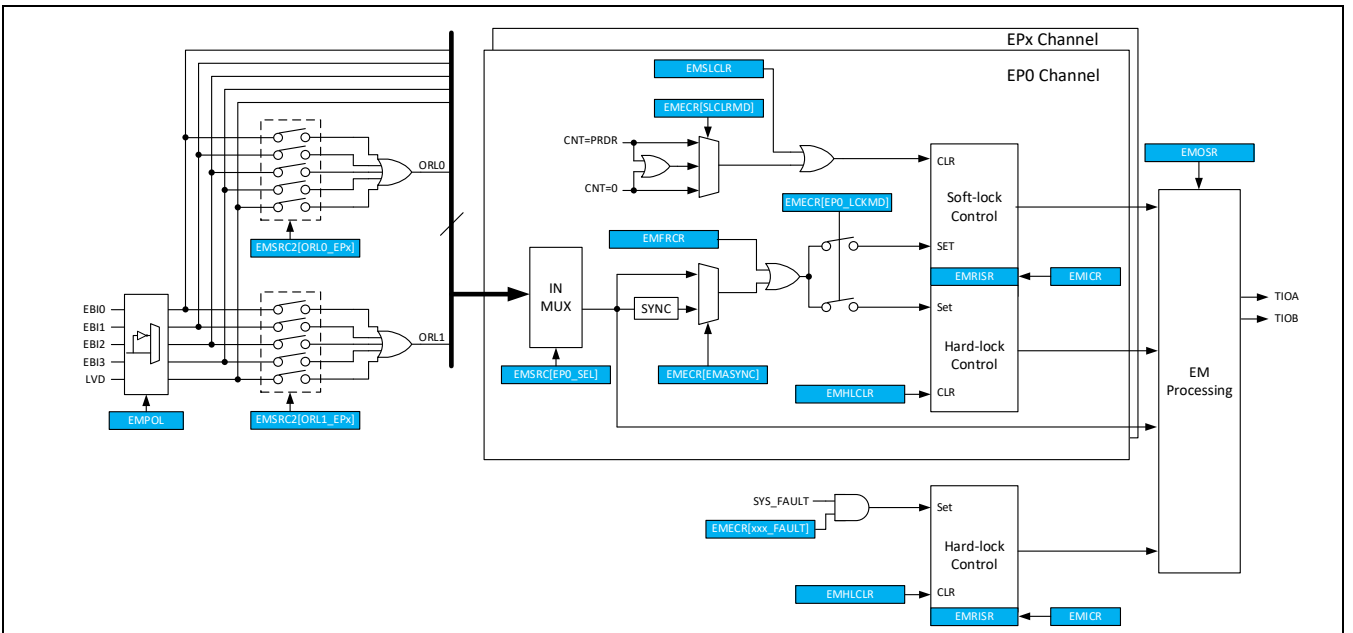 EPx Channel
EP0 Channel
EMSLCLR
EMECR[SLCLRMD]
CNT=PRDR
CNT=0
CLR
Soft-lock
Control
SET
EMECR[EP0_LCKMD]
EMFRCR
EMRISR
EMICR
Set
Hard-lock
Control
CLR
EMHLCLR
IN
MUX
SYNC
EMSRC[EP0_SEL]
EMECR[EMASYNC]
ORL0
EMSRC2[ORL0_EPx]
EBI0
EBI1
EBI2
EBI3
LVD
EMPOL
ORL1
EMSRC2[ORL1_EPx]
EMOSR
EM
Processing
TIOA
TIOB
SYS_FAULT
EMECR[xxx_FAULT]
Set
Hard-lock
Control
CLR
EMHLCLR
EMRISR
EMICR